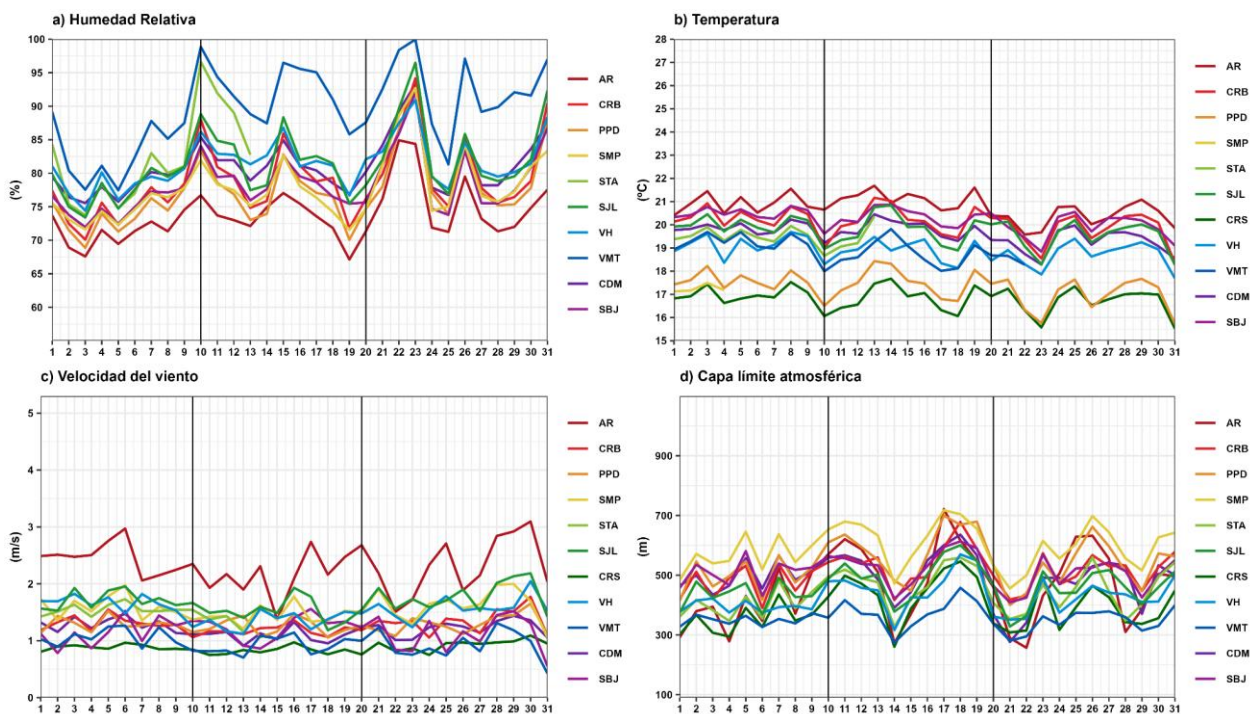 a) Humedad Relativa
100
95
90
85
80
75
70
65
60
(%)
1 2 3 4 5 6 7 8 9 10 11 12 13 14 15 16 17 18 19 20 21 22 23 24 25 26 27 28 29 30 31
AR
CRB
PPD
SMP
STA
SJL
VH
VMT
CDM
SBJ
b) Temperatura
28
27
26
25
24
23
22
21
20
19
18
17
16
15
(ºC)
1 2 3 4 5 6 7 8 9 10 11 12 13 14 15 16 17 18 19 20 21 22 23 24 25 26 27 28 29 30 31
AR
CRB
PPD
SMP
STA
SJL
CRS
VH
VMT
CDM
SBJ
c) Velocidad del viento
5
4
3
2
1
0
(m/s)
1 2 3 4 5 6 7 8 9 10 11 12 13 14 15 16 17 18 19 20 21 22 23 24 25 26 27 28 29 30 31
AR
CRB
PPD
SMP
STA
SJL
CRS
VH
VMT
CDM
SBJ
d) Capa límite atmosférica
900
700
500
300
100
(m)
1 2 3 4 5 6 7 8 9 10 11 12 13 14 15 16 17 18 19 20 21 22 23 24 25 26 27 28 29 30 31
AR
CRB
PPD
SMP
STA
SJL
CRS
VH
VMT
CDM
SBJ